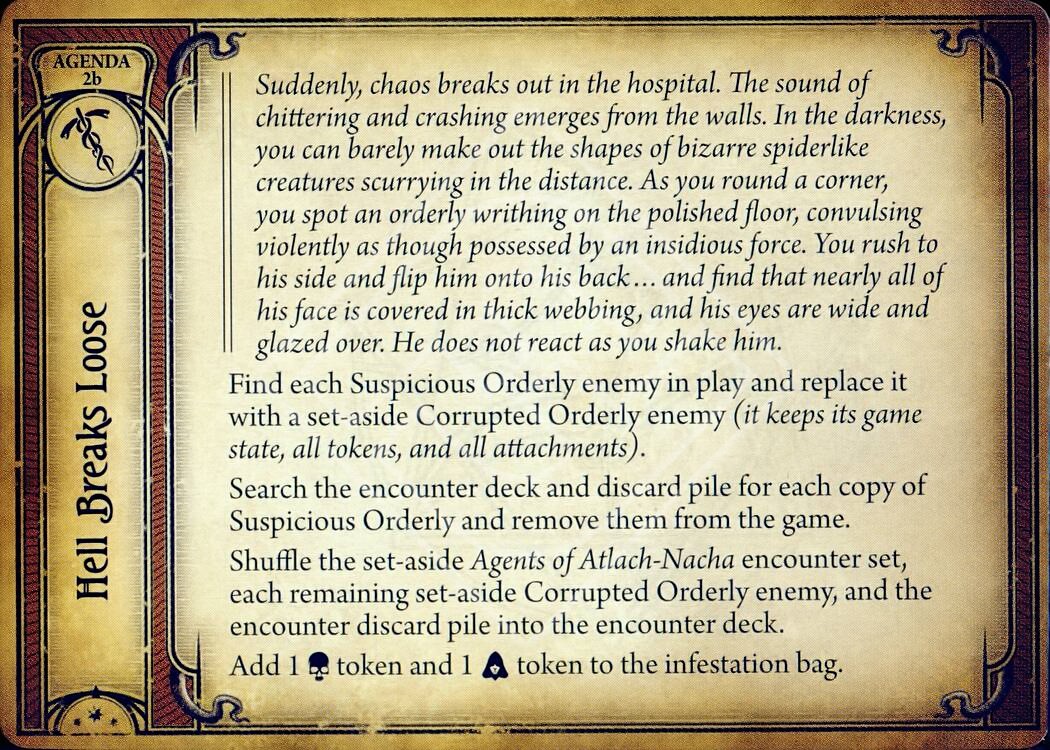 AGENDA
2b
Hell Breaks Loose
Suddenly, chaos breaks out in the hospital. The sound of
chittering and crashing emerges from the walls. In the darkness,
you can barely make out the shapes of bizarre spiderlike
creatures scurrying in the distance. As you round a corner,
you spot an orderly writhing on the polished floor, convulsing
violently as though possessed by an insidious force. You rush to
his side and flip him onto his back… and find that nearly all of
his face is covered in thick webbing, and his eyes are wide and
glazed over. He does not react as you shake him.
Find each Suspicious Orderly enemy in play and replace it
with a set-aside Corrupted Orderly enemy (it keeps its game
state, all tokens, and all attachments).
Search the encounter deck and discard pile for each copy of
Suspicious Orderly and remove them from the game.
Shuffle the set-aside Agents of Atlach-Nacha encounter set,
each remaining set-aside Corrupted Orderly enemy, and the
encounter discard pile into the encounter deck.
Add 1 token and 1 token to the infestation bag.